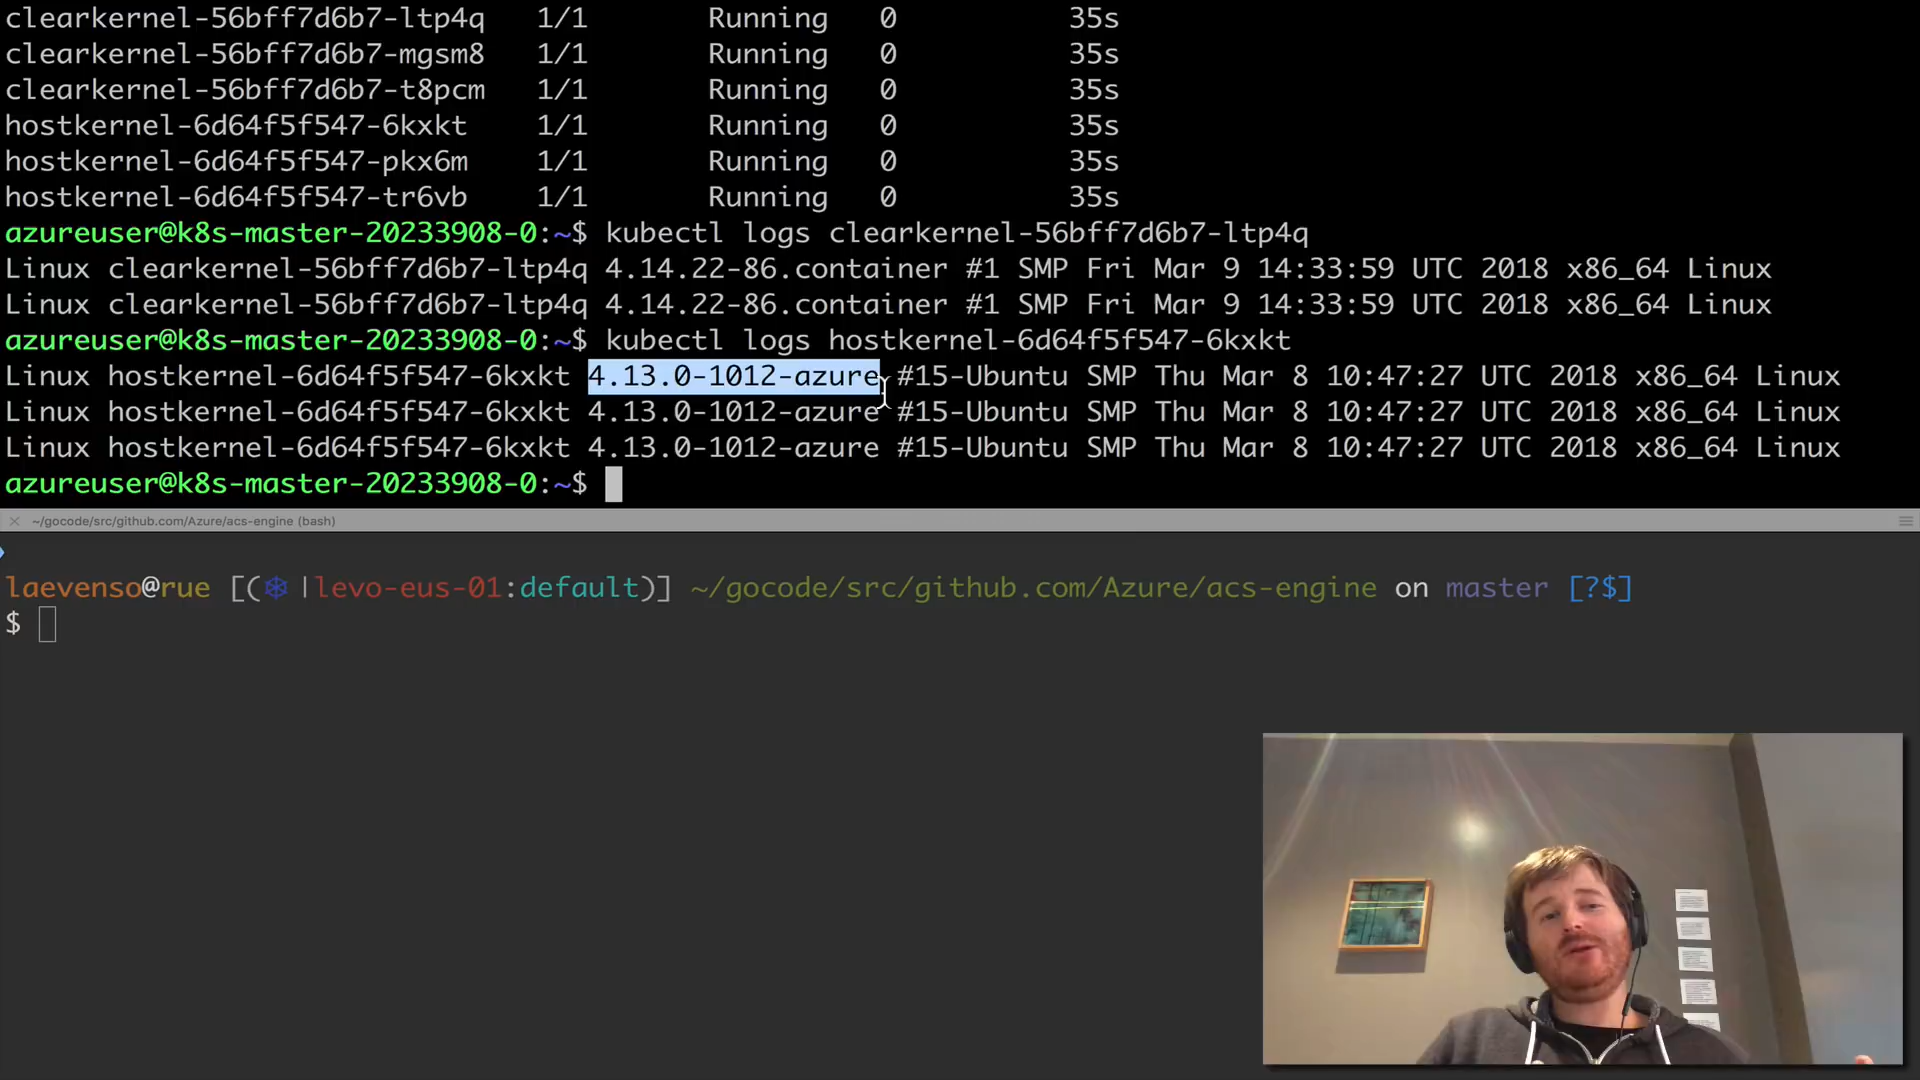 clearkernel-56bff7d6b7-ltp4q 1/1 Running 0 35s
clearkernel-56bff7d6b7-mgsm8 1/1 Running 0 35s
clearkernel-56bff7d6b7-t8pcm 1/1 Running 0 35s
hostkernel-6d64f5f547-6kxkt 1/1 Running 0 35s
hostkernel-6d64f5f547-pkx6m 1/1 Running 0 35s
hostkernel-6d64f5f547-tr6vb 1/1 Running 0 35s
azureuser@k8s-master-20233908-0:~$ kubectl logs clearkernel-56bff7d6b7-ltp4q
Linux clearkernel-56bff7d6b7-ltp4q 4.14.22-86.container #1 SMP Fri Mar 9 14:33:59 UTC 2018 x86_64 Linux
Linux clearkernel-56bff7d6b7-ltp4q 4.14.22-86.container #1 SMP Fri Mar 9 14:33:59 UTC 2018 x86_64 Linux
azureuser@k8s-master-20233908-0:~$ kubectl logs hostkernel-6d64f5f547-6kxkt
Linux hostkernel-6d64f5f547-6kxkt 4.13.0-1012-azure #15-Ubuntu SMP Thu Mar 8 10:47:27 UTC 2018 x86_64 Linux
Linux hostkernel-6d64f5f547-6kxkt 4.13.0-1012-azure #15-Ubuntu SMP Thu Mar 8 10:47:27 UTC 2018 x86_64 Linux
Linux hostkernel-6d64f5f547-6kxkt 4.13.0-1012-azure #15-Ubuntu SMP Thu Mar 8 10:47:27 UTC 2018 x86_64 Linux
azureuser@k8s-master-20233908-0:~$
~/gocode/src/github.com/Azure/acs-engine (bash)
laevenso@rue [(⎈ |levo-eus-01:default)] ~/gocode/src/github.com/Azure/acs-engine on master [?$]
$